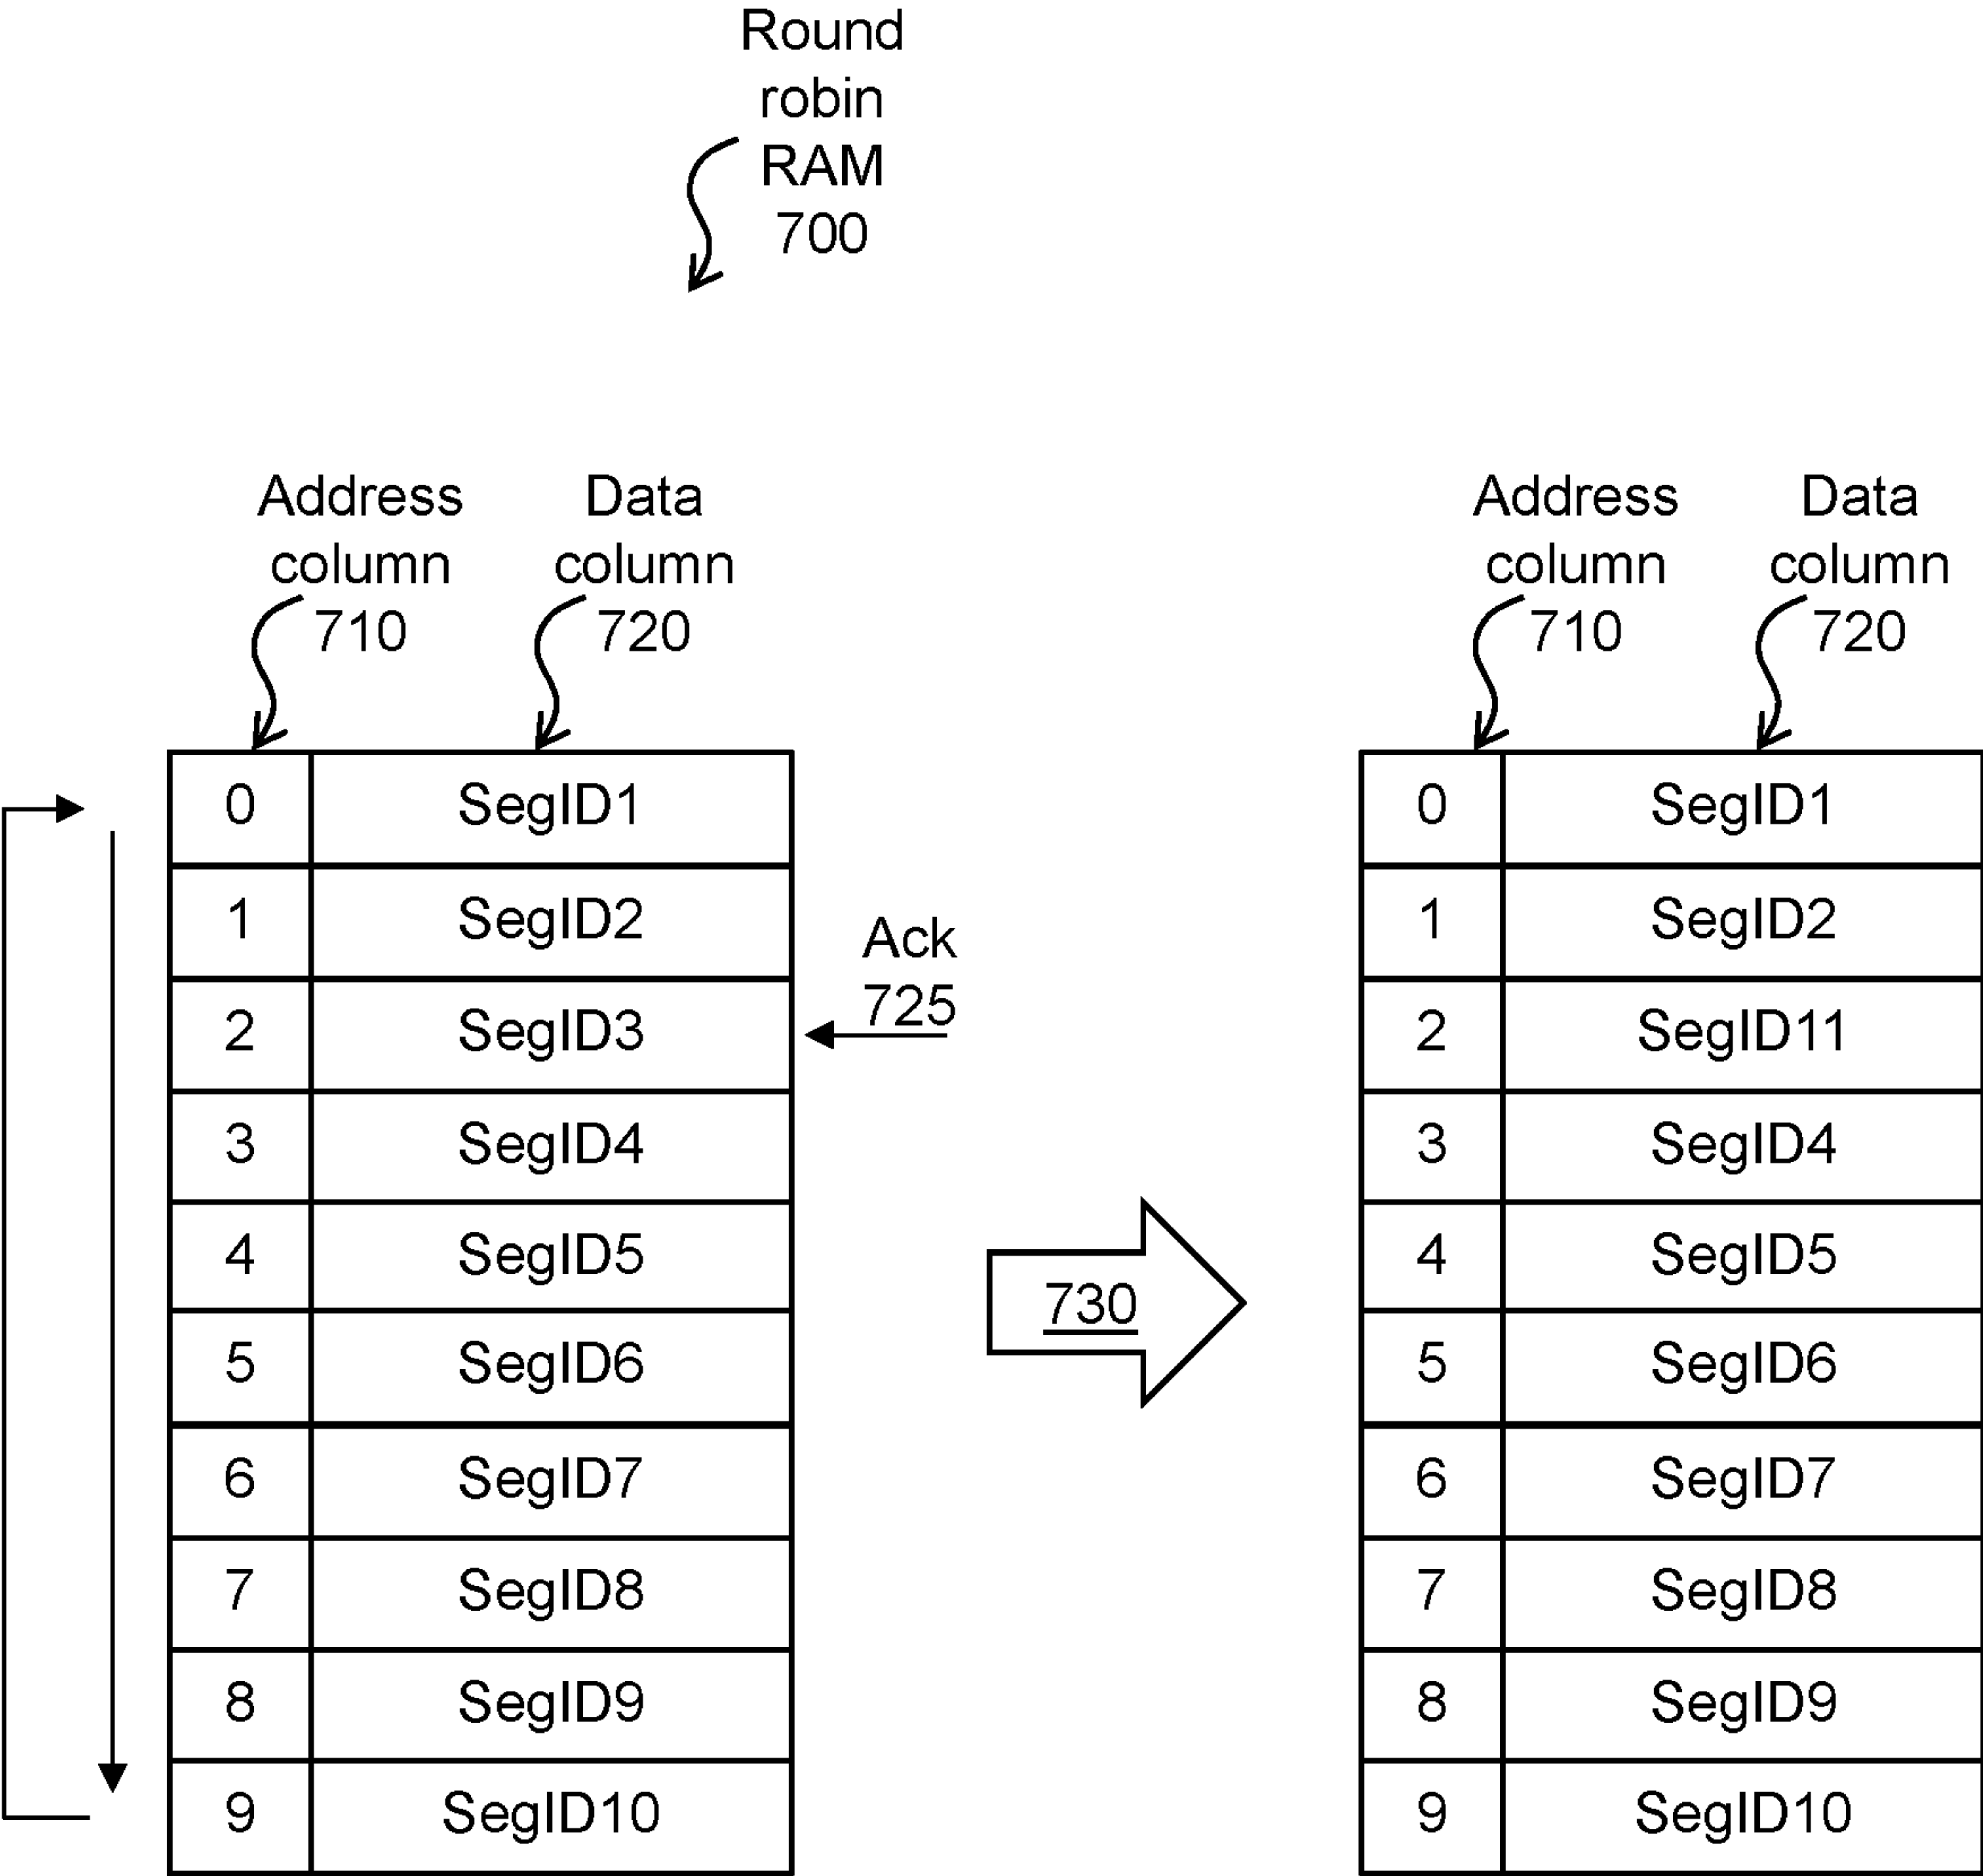 Round
robin
RAM
700
Address column 710
Data column 720
0 SegID1
1 SegID2
2 SegID3
3 SegID4
4 SegID5
5 SegID6
6 SegID7
7 SegID8
8 SegID9
9 SegID10
Ack
725
730
Address column 710
Data column 720
0 SegID1
1 SegID2
2 SegID11
3 SegID4
4 SegID5
5 SegID6
6 SegID7
7 SegID8
8 SegID9
9 SegID10